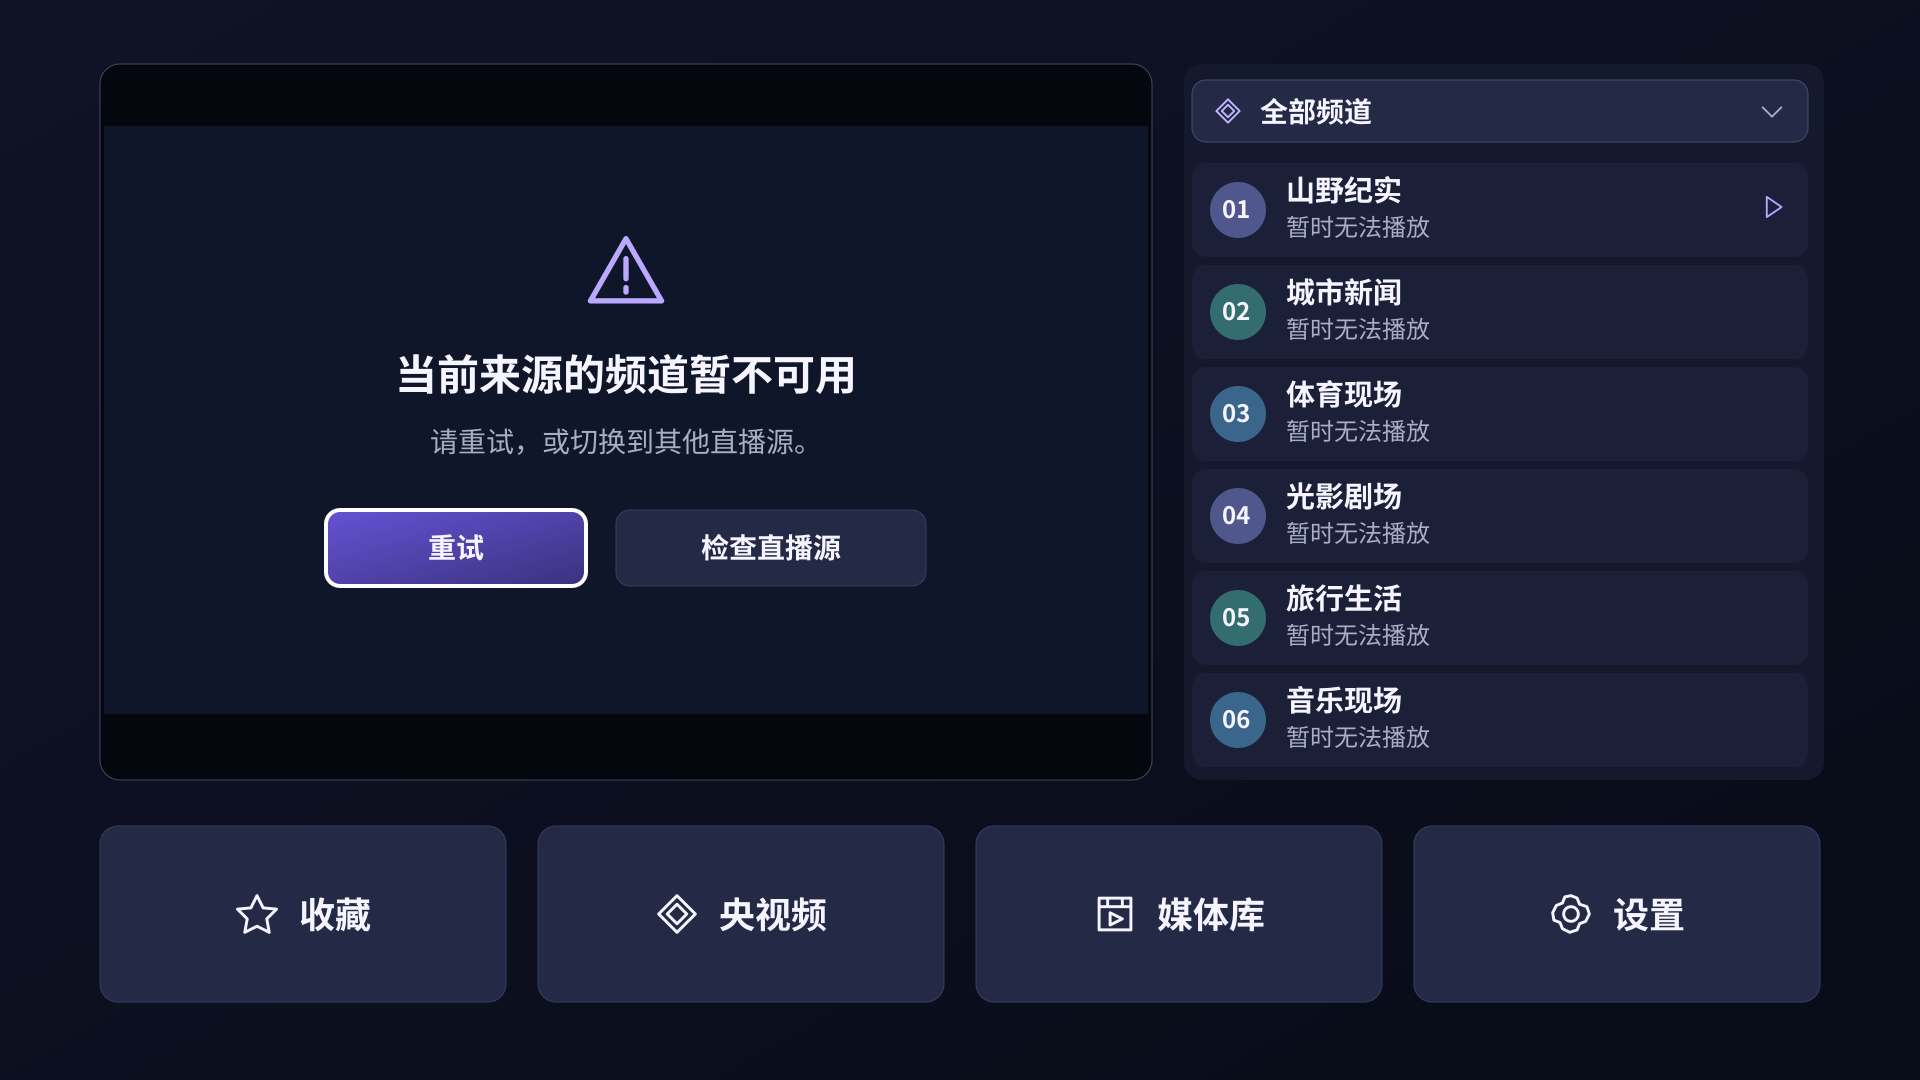 当前来源的频道暂不可用
请重试，或切换到其他直播源。
重试
检查直播源
全部频道
01
山野纪实
暂时无法播放
02
城市新闻
暂时无法播放
03
体育现场
暂时无法播放
04
光影剧场
暂时无法播放
05
旅行生活
暂时无法播放
06
音乐现场
暂时无法播放
收藏
央视频
媒体库
设置